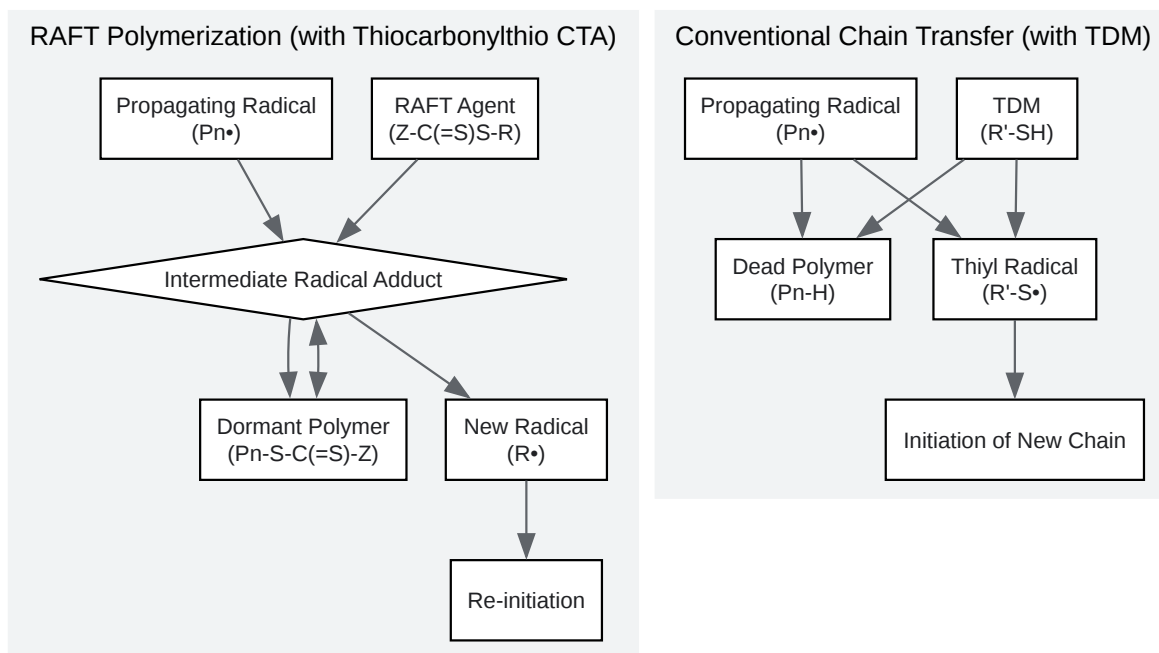 RAFT Polymerization (with Thiocarbonylthio CTA)
Propagating Radical
(Pn•)
RAFT Agent
(Z-C(=S)S-R)
Intermediate Radical Adduct
Dormant Polymer
(Pn-S-C(=S)-Z)
New Radical
(R•)
Re-initiation
Conventional Chain Transfer (with TDM)
Propagating Radical
(Pn•)
TDM
(R'-SH)
Dead Polymer
(Pn-H)
Thiyl Radical
(R'-S•)
Initiation of New Chain